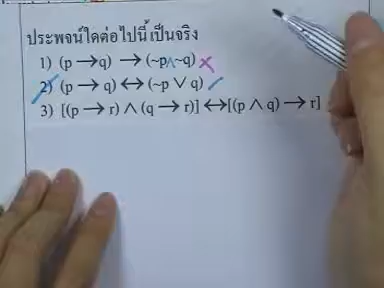 ประพจน์ใดต่อไปนี้เป็นจริง
1) (p →q) → (~p∧~q) ✗
2) (p → q) ↔ (~p ∨ q) ✓
3) [(p → r) ∧ (q → r)] ↔[(p ∧ q) → r]